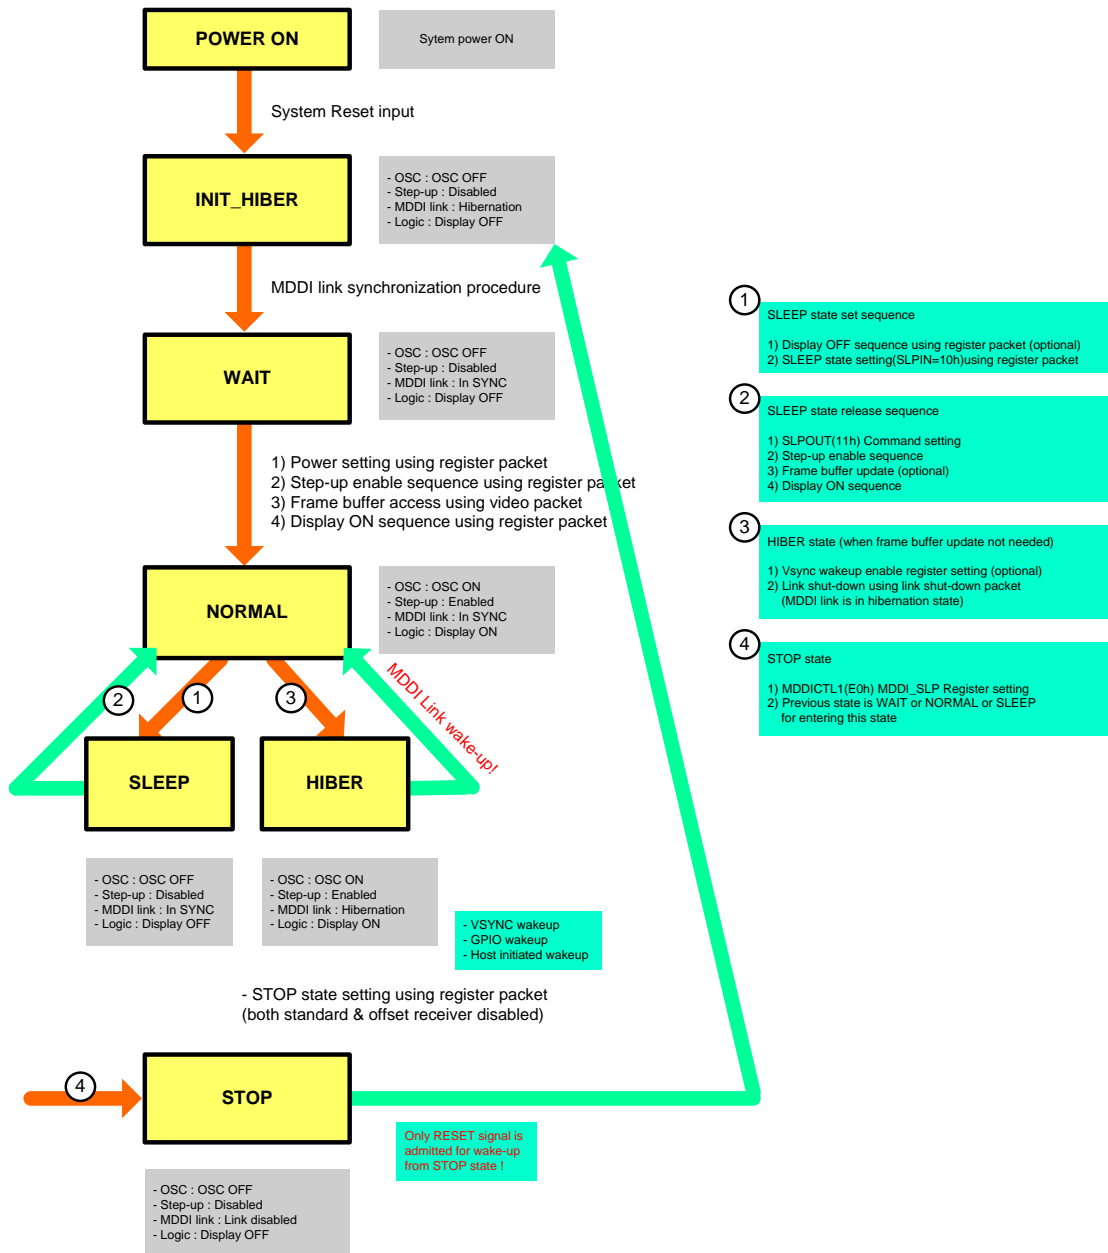 POWER ON
Sytem power ON
System Reset input
INIT_HIBER
- OSC : OSC OFF
- Step-up : Disabled
- MDDI link : Hibernation
- Logic : Display OFF
MDDI link synchronization procedure
WAIT
- OSC : OSC OFF
- Step-up : Disabled
- MDDI link : In SYNC
- Logic : Display OFF
1) Power setting using register packet
2) Step-up enable sequence using register packet
3) Frame buffer access using video packet
4) Display ON sequence using register packet
NORMAL
- OSC : OSC ON
- Step-up : Enabled
- MDDI link : In SYNC
- Logic : Display ON
2
1
3
MDDI Link wake-up!
SLEEP
HIBER
- OSC : OSC OFF
- Step-up : Disabled
- MDDI link : In SYNC
- Logic : Display OFF
- OSC : OSC ON
- Step-up : Enabled
- MDDI link : Hibernation
- Logic : Display ON
- VSYNC wakeup
- GPIO wakeup
- Host initiated wakeup
- STOP state setting using register packet
(both standard & offset receiver disabled)
4
STOP
Only RESET signal is
admitted for wake-up
from STOP state !
- OSC : OSC OFF
- Step-up : Disabled
- MDDI link : Link disabled
- Logic : Display OFF
1
SLEEP state set sequence
1) Display OFF sequence using register packet (optional)
2) SLEEP state setting(SLPIN=10h)using register packet
2
SLEEP state release sequence
1) SLPOUT(11h) Command setting
2) Step-up enable sequence
3) Frame buffer update (optional)
4) Display ON sequence
3
HIBER state (when frame buffer update not needed)
1) Vsync wakeup enable register setting (optional)
2) Link shut-down using link shut-down packet
(MDDI link is in hibernation state)
4
STOP state
1) MDDICTL1(E0h) MDDI_SLP Register setting
2) Previous state is WAIT or NORMAL or SLEEP
for entering this state